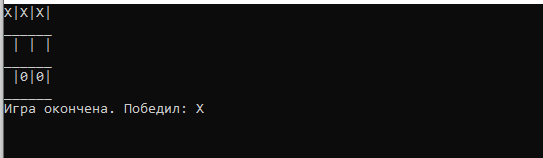 X|X|X|
______
 | | |
______
 |0|0|
______
Игра окончена. Победил: X